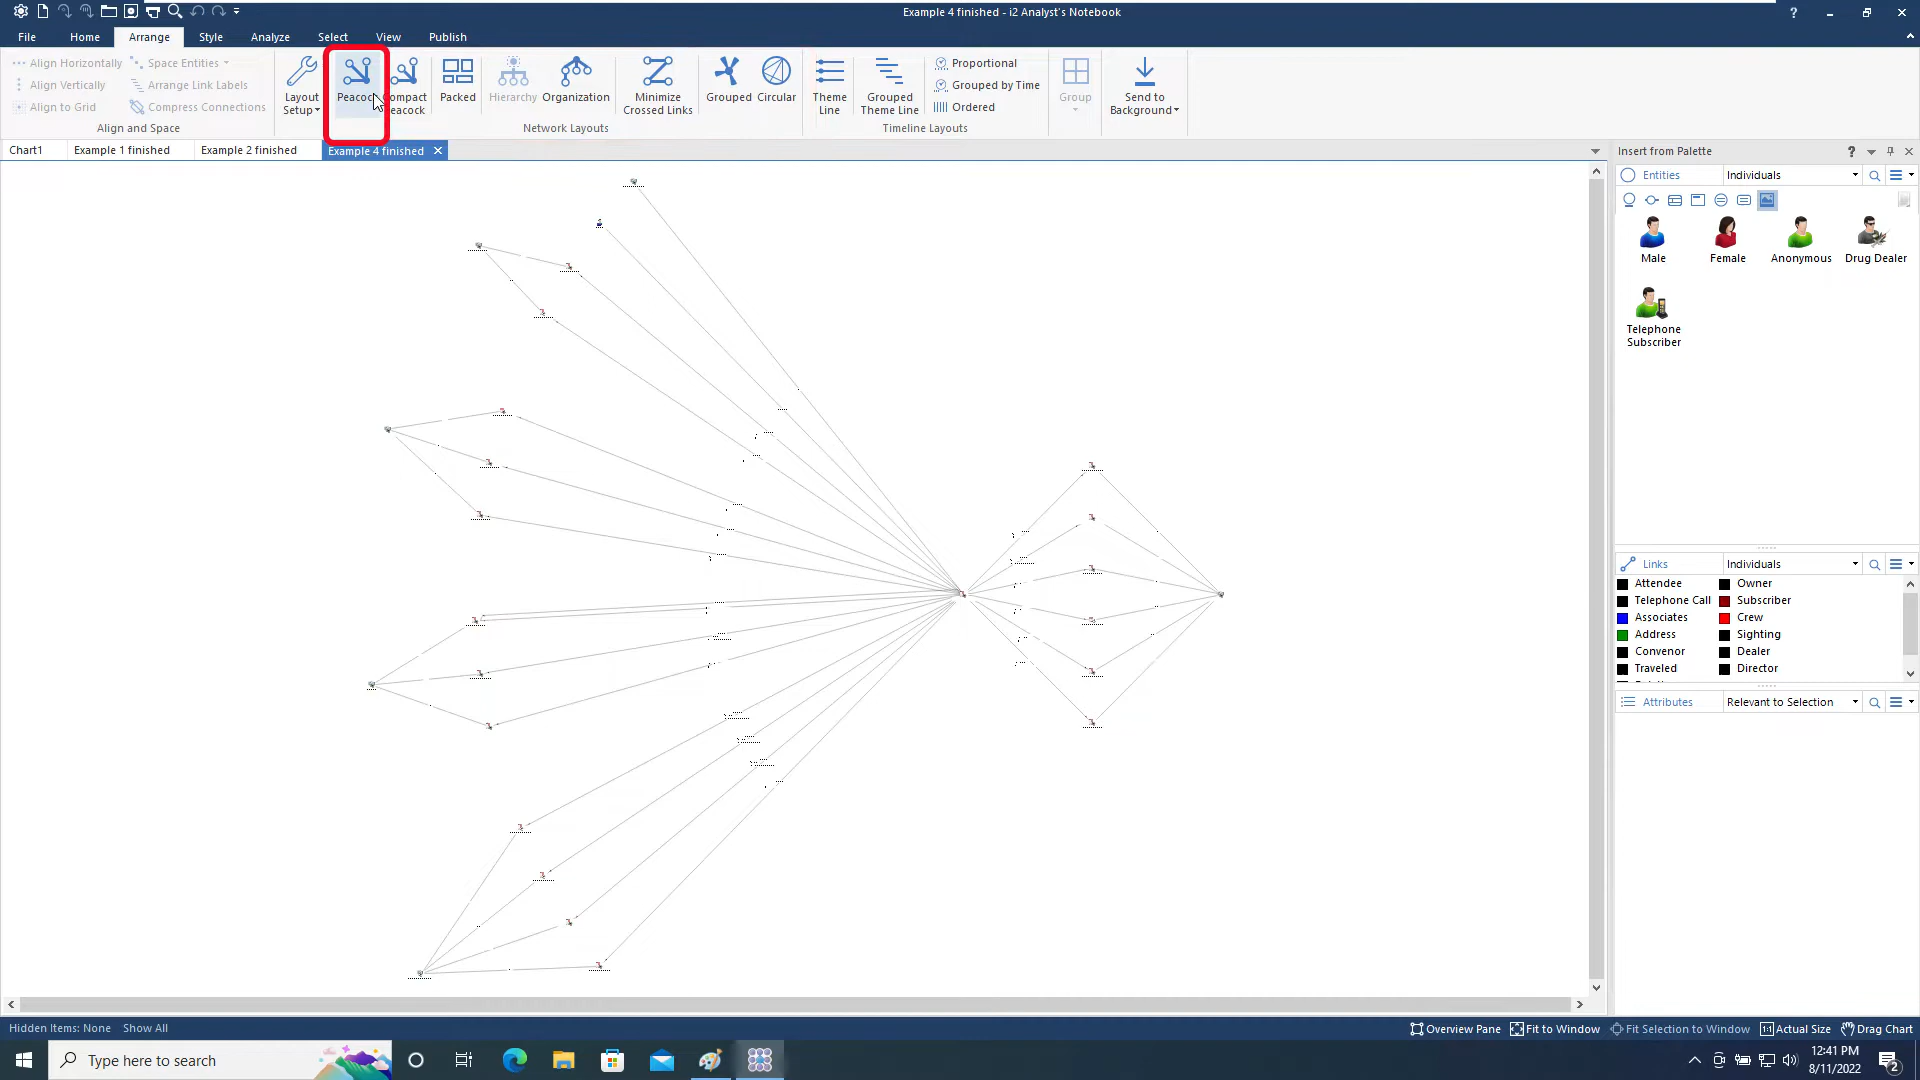 Example 4 finished - i2 Analyst's Notebook
?
File Home Arrange Style Analyze Select View Publish
Align Horizontally Space Entities
Align Vertically Arrange Link Labels
Align to Grid Compress Connections
Align and Space
Layout Setup
Peacock
Compact Peacock
Packed
Hierarchy
Organization
Minimize Crossed Links
Grouped
Circular
Network Layouts
Theme Line
Grouped Theme Line
Proportional
Grouped by Time
Ordered
Timeline Layouts
Group
Send to Background
Chart1 Example 1 finished Example 2 finished Example 4 finished
Insert from Palette ?
Entities Individuals
Male Female Anonymous Drug Dealer
Telephone
Subscriber
Links Individuals
Attendee Owner
Telephone Call Subscriber
Associates Crew
Address Sighting
Convenor Dealer
Traveled Director
Attributes Relevant to Selection
Hidden Items: None Show All
Overview Pane Fit to Window Fit Selection to Window 1:1 Actual Size Drag Chart
Type here to search
12:41 PM
8/11/2022
2